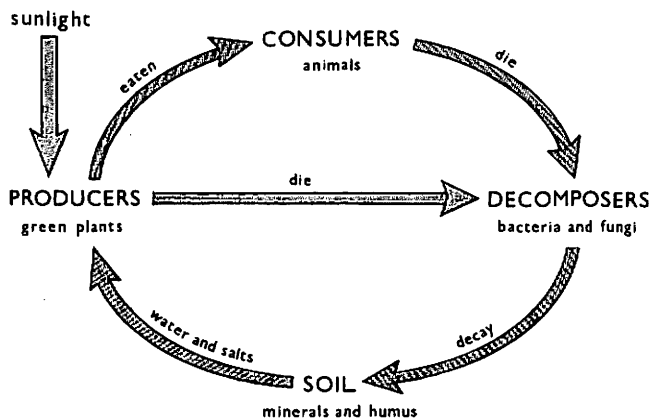 sunlight
CONSUMERS
animals
eaten
die
PRODUCERS
green plants
die
DECOMPOSERS
bacteria and fungi
water and salts
decay
SOIL
minerals and humus